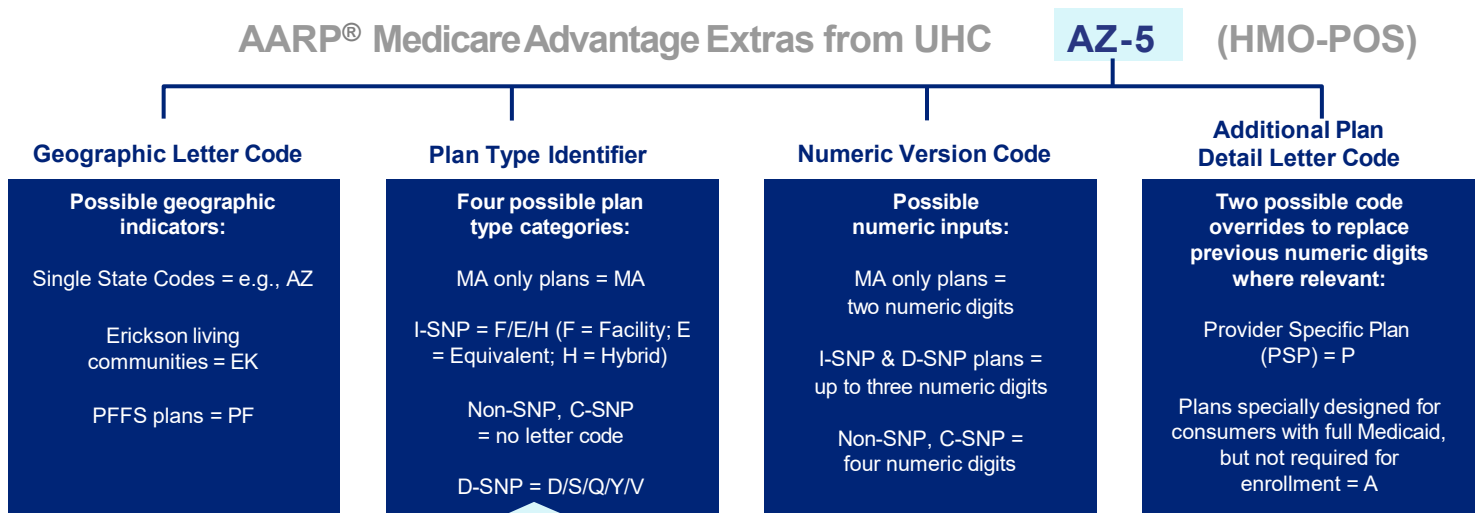 AARP® Medicare Advantage Extras from UHC AZ-5 (HMO-POS)
Geographic Letter Code
Possible geographic
indicators:
Single State Codes = e.g., AZ
Erickson living
communities = EK
PFFS plans = PF
Plan Type Identifier
Four possible plan
type categories:
MA only plans = MA
I-SNP = F/E/H (F = Facility; E
= Equivalent; H = Hybrid)
Non-SNP, C-SNP
= no letter code
D-SNP = D/S/Q/Y/V
Numeric Version Code
Possible
numeric inputs:
MA only plans =
two numeric digits
I-SNP & D-SNP plans =
up to three numeric digits
Non-SNP, C-SNP =
four numeric digits
Additional Plan
Detail Letter Code
Two possible code
overrides to replace
previous numeric digits
where relevant:
Provider Specific Plan
(PSP) = P
Plans specially designed for
consumers with full Medicaid,
but not required for
enrollment = A